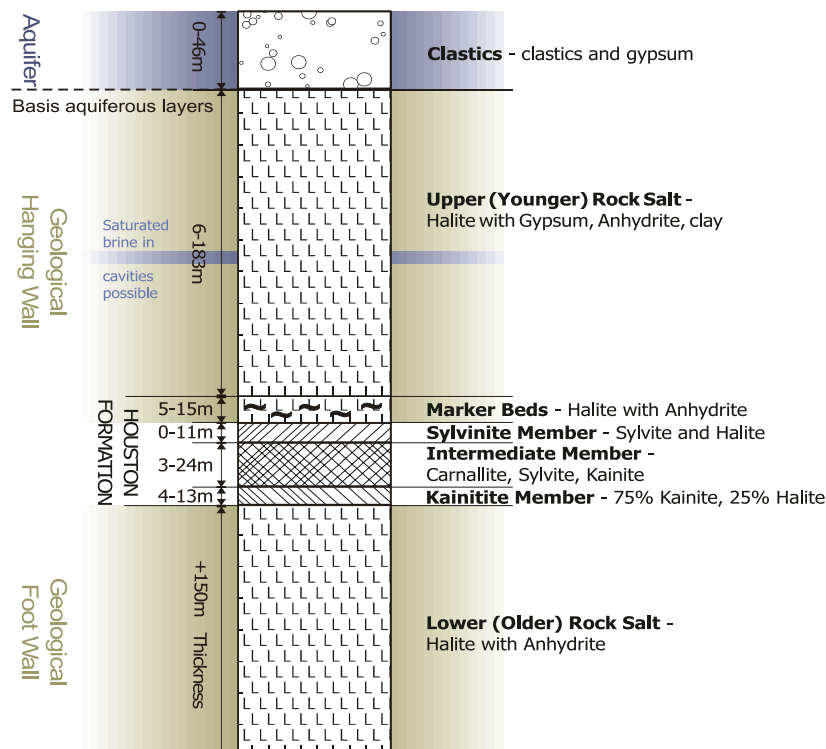 Aquifer
0-46m
Clastics - clastics and gypsum
Basis aquiferous layers
Geological
Hanging Wall
Saturated
brine in
cavities
possible
6-183m
Upper (Younger) Rock Salt -
Halite with Gypsum, Anhydrite, clay
HOUSTON
FORMATION
5-15m
Marker Beds - Halite with Anhydrite
0-11m
Sylvinite Member - Sylvite and Halite
3-24m
Intermediate Member -
Carnallite, Sylvite, Kainite
4-13m
Kainitite Member - 75% Kainite, 25% Halite
Geological
Foot Wall
+150m Thickness
Lower (Older) Rock Salt -
Halite with Anhydrite